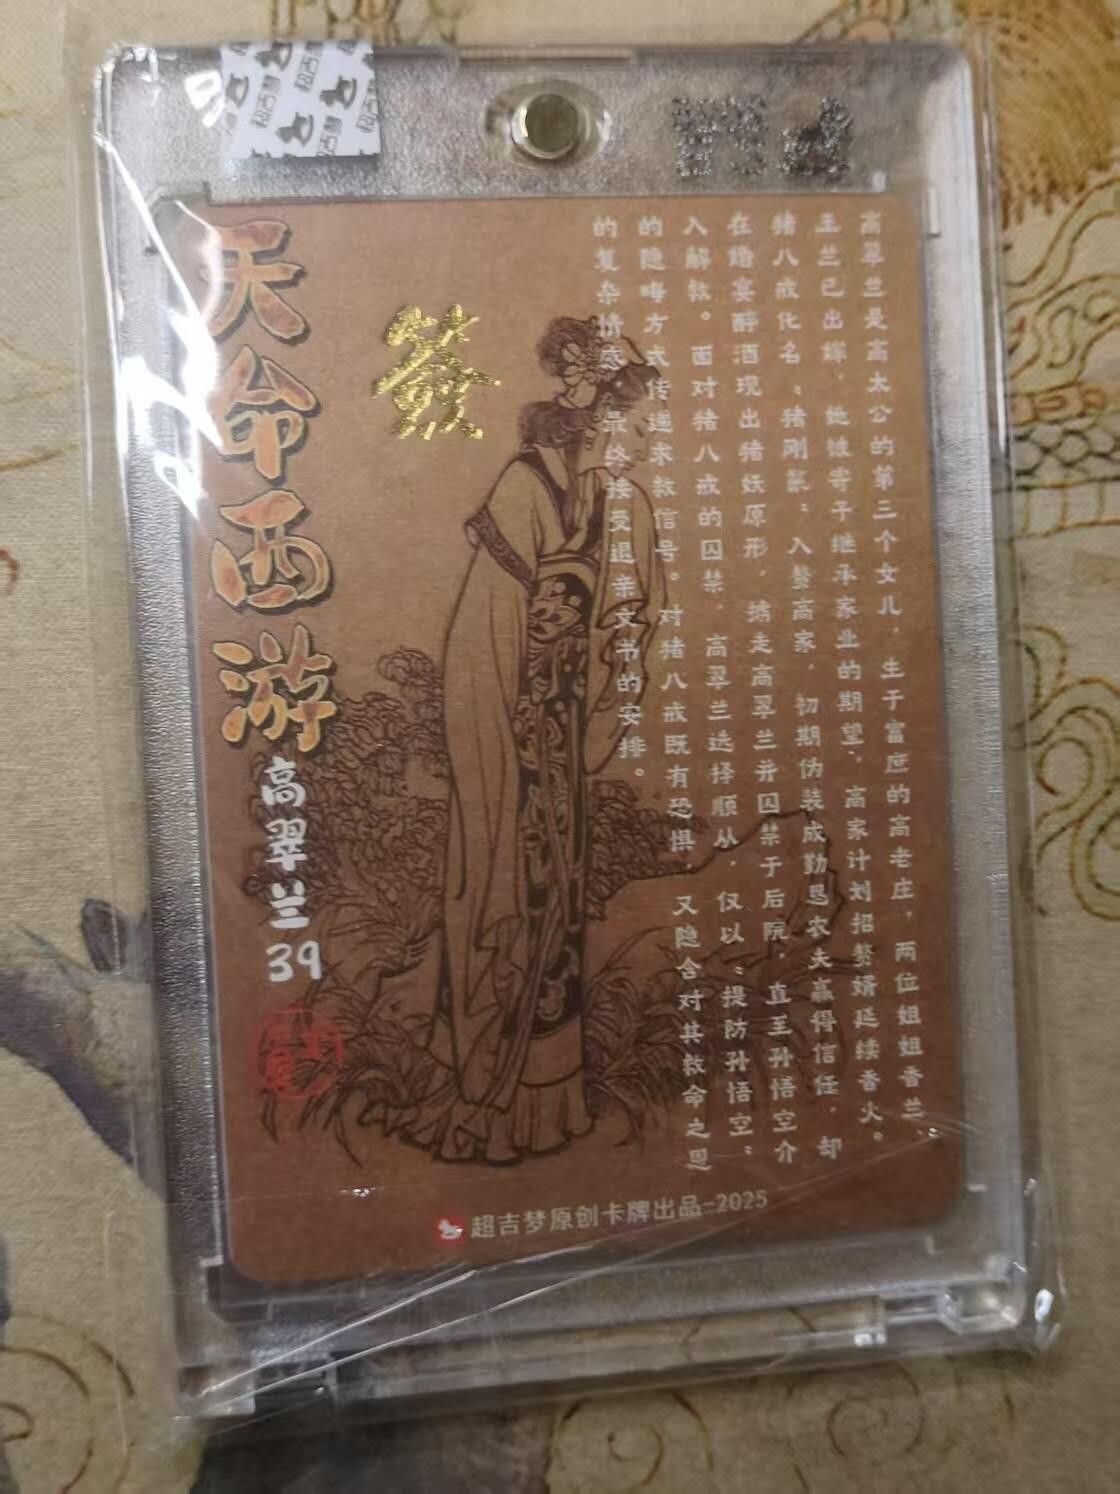 天命西游
高翠兰
39
簽
高翠兰是高太公的第三个女儿，生于富庶的高老庄，两位姐姐香兰
玉兰已出嫁，她被寄予继承家业的期望，高家计划招赘婿延续香火。
猪八戒化名：猪刚鬣；入赘高家，初期伪装成勤恳农夫赢得信任，却
在婚宴醉酒现出猪妖原形，掳走高翠兰并囚禁于后院，直至孙悟空介
入解救。面对猪八戒的囚禁，高翠兰选择顺从，仅以：提防孙悟空；
的隐晦方式传递求救信号。对猪八戒既有恐惧，又隐含对其救命之恩
的复杂情感，最终接受退亲文书的安排。
超吉梦原创卡牌出品-2025
超吉梦